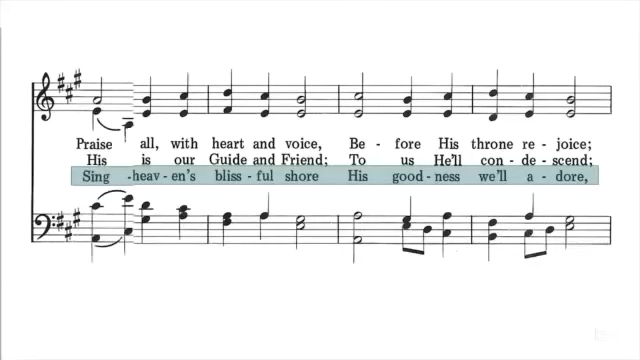 Praise all, with heart and voice, Be - fore His throne re - joice;
His is our Guide and Friend; To us He'll con - de - scend;
Sing -heav-en's bliss - ful shore His good-ness we'll a - dore,